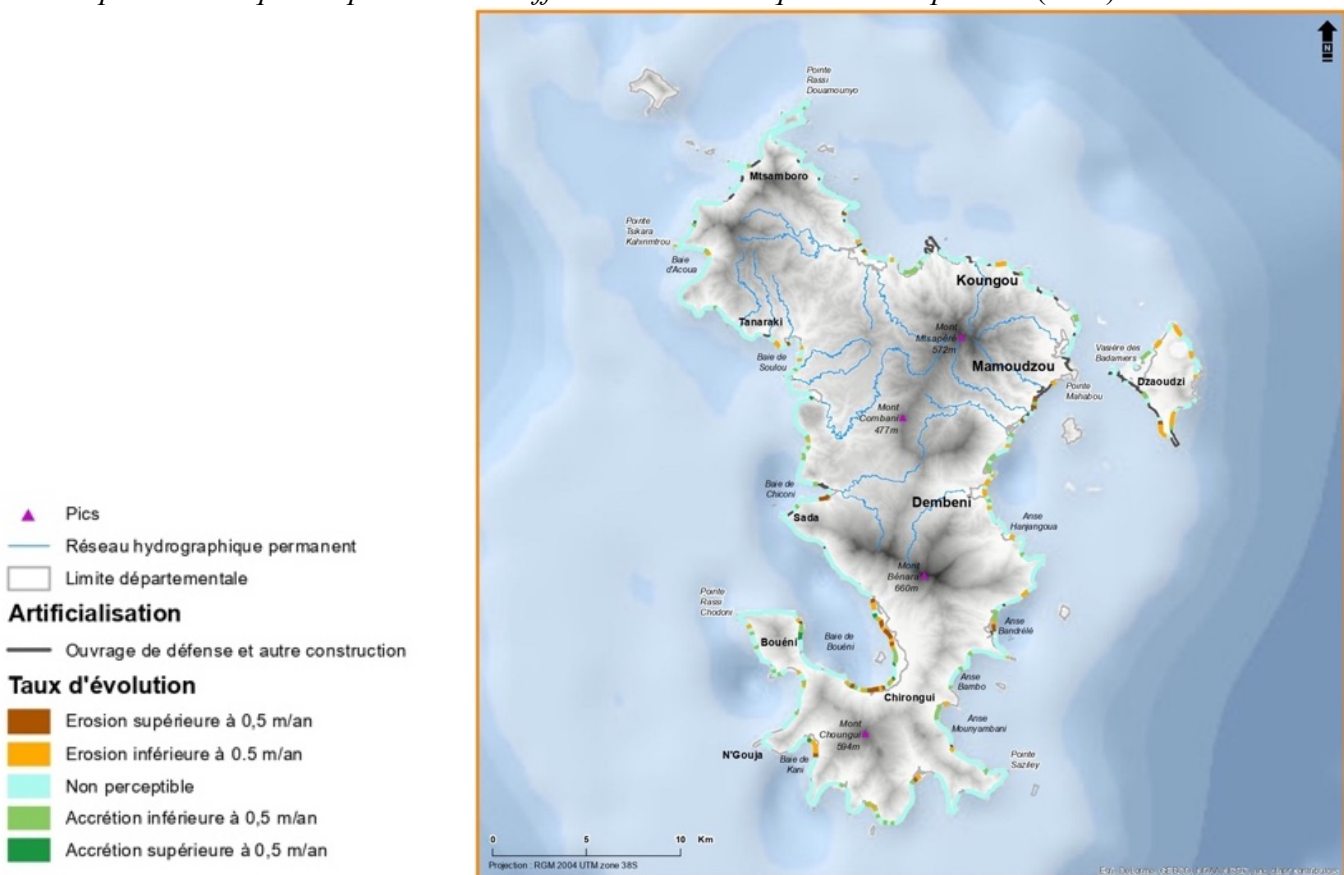 Pics
Réseau hydrographique permanent
Limite départementale
Artificialisation
Ouvrage de défense et autre construction
Taux d'évolution
Erosion supérieure à 0,5 m/an
Erosion inférieure à 0.5 m/an
Non perceptible
Accrétion inférieure à 0,5 m/an
Accrétion supérieure à 0,5 m/an
N
Pointe
Rassi
Douamounyo
Mtsamboro
Pointe
Tsikara
Baie
d'Acoua
Koungou
Tanaraki
Mont
Mtsapéré
572m
Baie de
Soulou
Vasière des
Badamiers
Mamoudzou
Dzaoudzi
Pointe
Mahabou
Mont
Combani
477m
Baie de
Chiconi
Dembeni
Sada
Anse
Hanjangoua
Mont
Bénara
660m
Pointe
Rassi
Chodoni
Anse
Bandrélé
Bouéni
Baie de
Bouéni
Anse
Bambo
Chirongui
Anse
Mounyambani
Mont
Choungui
594m
N'Gouja
Baie de
Kani
Pointe
Saziley
0 5 10 Km
Projection : RGM 2004 UTM zone 38S